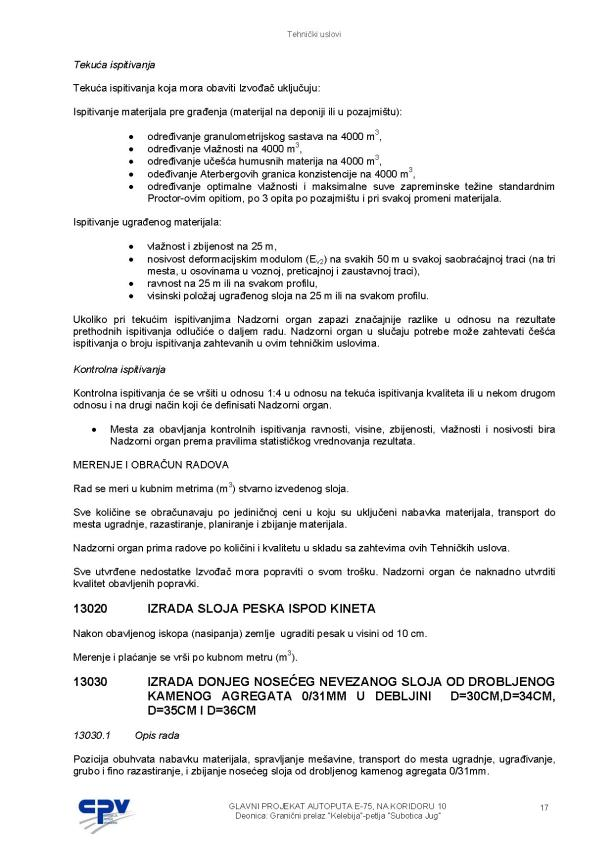 Tehnički uslovi
Tekuća ispitivanja
Tekuća ispitivanja koja mora obaviti Izvođač uključuju:
Ispitivanje materijala pre građenja (materijal na deponiji ili u pozajmištu):
• određivanje granulometrijskog sastava na 4000 m³,
• određivanje vlažnosti na 4000 m³,
• određivanje učešća humusnih materija na 4000 m³,
• odeđivanje Aterbergovih granica konzistencije na 4000 m³,
• određivanje optimalne vlažnosti i maksimalne suve zapreminske težine standardnim
Proctor-ovim opitiom, po 3 opita po pozajmištu i pri svakoj promeni materijala.
Ispitivanje ugrađenog materijala:
• vlažnost i zbijenost na 25 m,
• nosivost deformacijskim modulom (Ev2) na svakih 50 m u svakoj saobraćajnoj traci (na tri
mesta, u osovinama u voznoj, preticajnoj i zaustavnoj traci),
• ravnost na 25 m ili na svakom profilu,
• visinski položaj ugrađenog sloja na 25 m ili na svakom profilu.
Ukoliko pri tekućim ispitivanjima Nadzorni organ zapazi značajnije razlike u odnosu na rezultate
prethodnih ispitivanja odlučiće o daljem radu. Nadzorni organ u slučaju potrebe može zahtevati češća
ispitivanja o broju ispitivanja zahtevanih u ovim tehničkim uslovima.
Kontrolna ispitivanja
Kontrolna ispitivanja će se vršiti u odnosu 1:4 u odnosu na tekuća ispitivanja kvaliteta ili u nekom drugom
odnosu i na drugi način koji će definisati Nadzorni organ.
• Mesta za obavljanja kontrolnih ispitivanja ravnosti, visine, zbijenosti, vlažnosti i nosivosti bira
Nadzorni organ prema pravilima statističkog vrednovanja rezultata.
MERENJE I OBRAČUN RADOVA
Rad se meri u kubnim metrima (m³) stvarno izvedenog sloja.
Sve količine se obračunavaju po jediničnoj ceni u koju su uključeni nabavka materijala, transport do
mesta ugradnje, razastiranje, planiranje i zbijanje materijala.
Nadzorni organ prima radove po količini i kvalitetu u skladu sa zahtevima ovih Tehničkih uslova.
Sve utvrđene nedostatke Izvođač mora popraviti o svom trošku. Nadzorni organ će naknadno utvrditi
kvalitet obavljenih popravki.
13020 IZRADA SLOJA PESKA ISPOD KINETA
Nakon obavljenog iskopa (nasipanja) zemlje ugraditi pesak u visini od 10 cm.
Merenje i plaćanje se vrši po kubnom metru (m³).
13030 IZRADA DONJEG NOSEĆEG NEVEZANOG SLOJA OD DROBLJENOG
KAMENOG AGREGATA 0/31MM U DEBLJINI D=30CM,D=34CM,
D=35CM I D=36CM
13030.1 Opis rada
Pozicija obuhvata nabavku materijala, spravljanje mešavine, transport do mesta ugradnje, ugrađivanje,
grubo i fino razastiranje, i zbijanje nosećeg sloja od drobljenog kamenog agregata 0/31mm.
CPV
GLAVNI PROJEKAT AUTOPUTA E-75, NA KORIDORU 10
Deonica: Granični prelaz "Kelebija"-petlja "Subotica Jug"
17